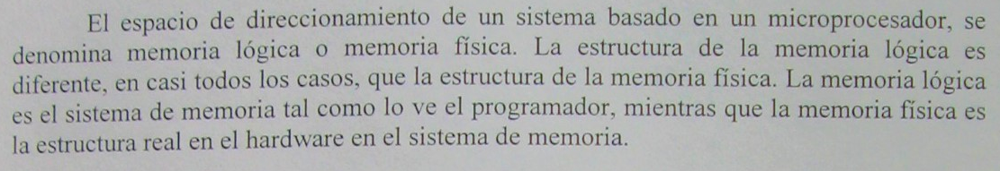 El espacio de direccionamiento de un sistema basado en un microprocesador, se
denomina memoria lógica o memoria física. La estructura de la memoria lógica es
diferente, en casi todos los casos, que la estructura de la memoria física. La memoria lógica
es el sistema de memoria tal como lo ve el programador, mientras que la memoria física es
la estructura real en el hardware en el sistema de memoria.